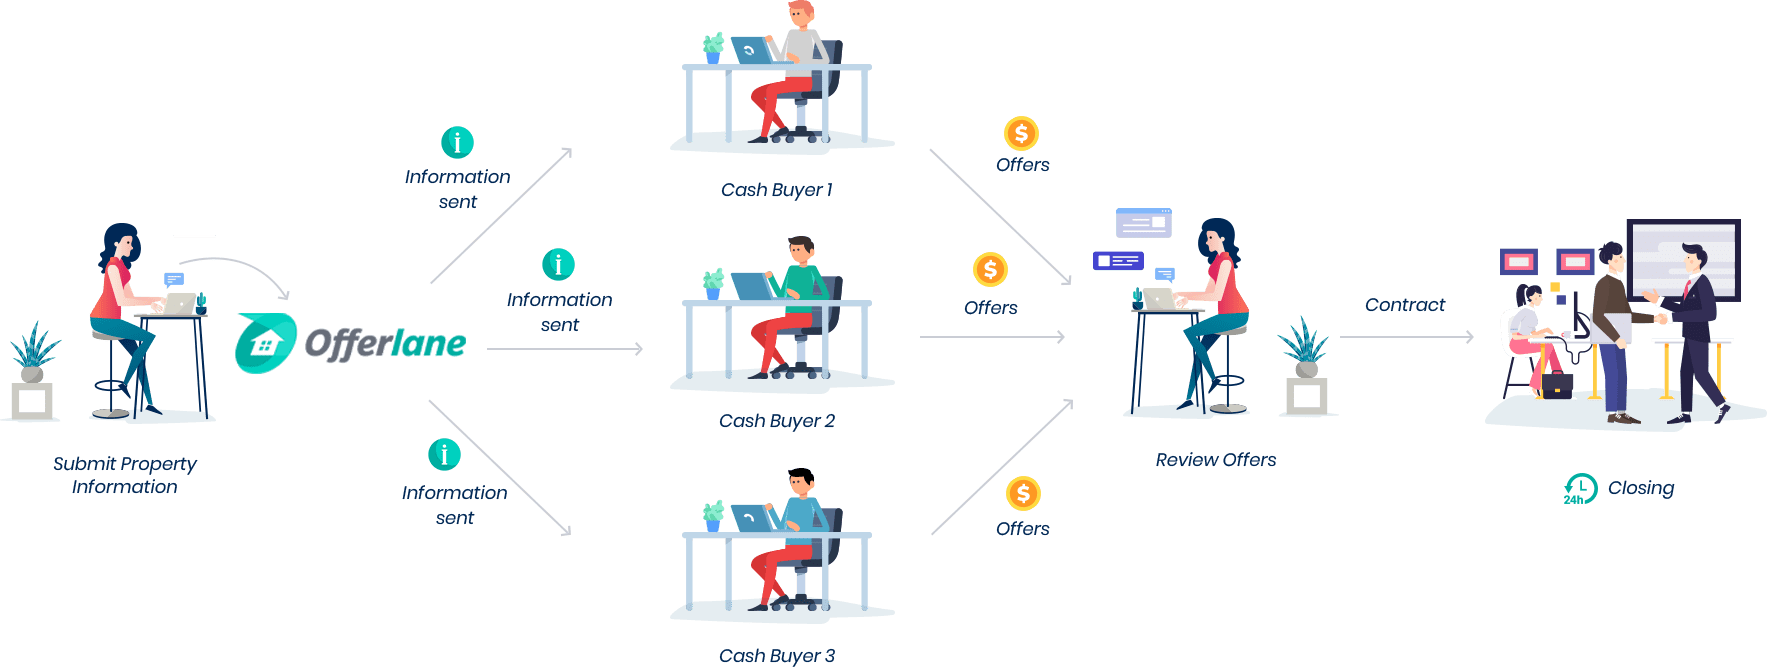 Submit Property
Information
Offerlane
Information
sent
Information
sent
Information
sent
Cash Buyer 1
Cash Buyer 2
Cash Buyer 3
Offers
Offers
Offers
Review Offers
Contract
24h
Closing